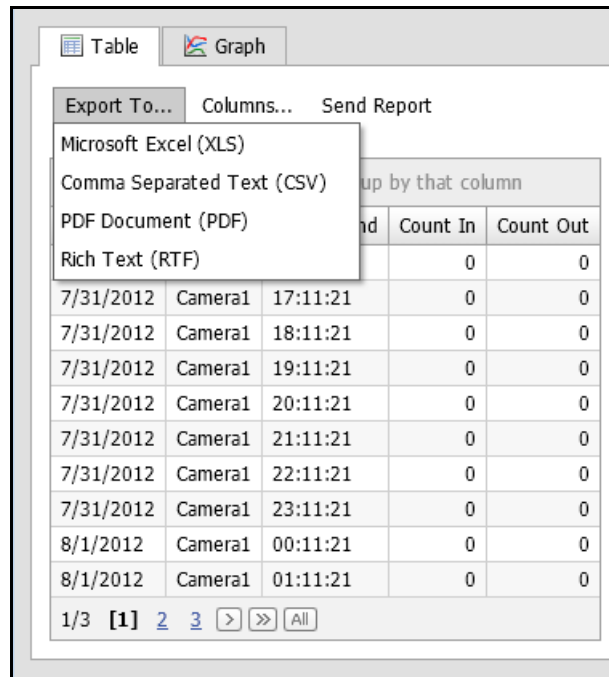 Table Graph
Export To... Columns... Send Report
Microsoft Excel (XLS)
Comma Separated Text (CSV) up by that column
PDF Document (PDF) nd Count In Count Out
Rich Text (RTF) 0 0
7/31/2012 Camera1 17:11:21 0 0
7/31/2012 Camera1 18:11:21 0 0
7/31/2012 Camera1 19:11:21 0 0
7/31/2012 Camera1 20:11:21 0 0
7/31/2012 Camera1 21:11:21 0 0
7/31/2012 Camera1 22:11:21 0 0
7/31/2012 Camera1 23:11:21 0 0
8/1/2012 Camera1 00:11:21 0 0
8/1/2012 Camera1 01:11:21 0 0
1/3 [1] 2 3 > >> All